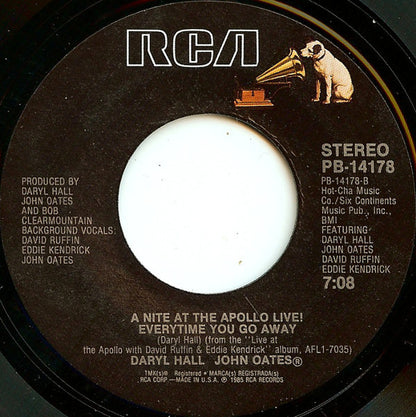 RCA
STEREO
PB-14178
PB-14178-B
Hot-Cha Music
Co./Six Continents
Music Pub., Inc.,
BMI
FEATURING:
DARYL HALL
JOHN OATES
DAVID RUFFIN
EDDIE KENDRICK
7:08
PRODUCED BY
DARYL HALL
JOHN OATES
AND BOB
CLEARMOUNTAIN
BACKGROUND VOCALS:
DAVID RUFFIN
EDDIE KENDRICK
JOHN OATES
A NITE AT THE APOLLO LIVE!
EVERYTIME YOU GO AWAY
(Daryl Hall) (from the "Live at
the Apollo with David Ruffin & Eddie Kendrick" album, AFL1-7035)
DARYL HALL JOHN OATES®
TMK(s)® Registered • Marca(s) Registrada(s)
RCA CORP.—MADE IN U.S.A. ℗ 1985 RCA RECORDS